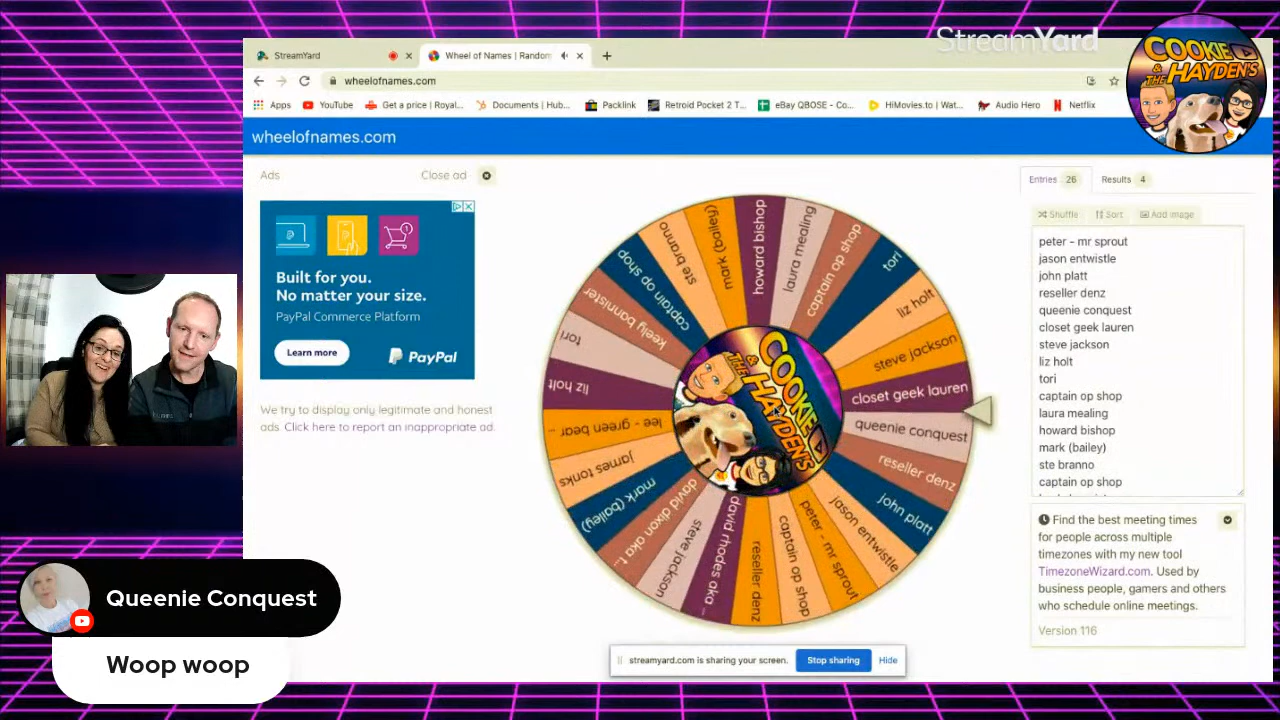 StreamYard
COOKIE
& THE HAYDEN'S
StreamYard
Wheel of Names | Random
wheelofnames.com
Apps
YouTube
Get a price | Royal...
Documents | Hub...
Packlink
Retroid Pocket 2 T...
eBay QBOSE - Co...
HiMovies.to | Wat...
Audio Hero
Netflix
wheelofnames.com
Ads
Close ad
Built for you.
No matter your size.
PayPal Commerce Platform
Learn more
PayPal
We try to display only legitimate and honest
ads. Click here to report an inappropriate ad.
howard bishop
laura mealing
captain op shop
tori
liz holt
steve jackson
closet geek lauren
queenie conquest
reseller denz
john platt
jason entwistle
peter - mr sprout
captain op shop
reseller denz
david rhodes aka ...
steve jackson
david dixon aka t...
mark (bailey)
james tonks
lee - green bear ...
liz holt
tori
keely bannister
captain op shop
ste branno
mark (bailey)
COOKIE
& THE HAYDEN'S
Entries 26
Results 4
Shuffle
Sort
Add image
peter - mr sprout
jason entwistle
john platt
reseller denz
queenie conquest
closet geek lauren
steve jackson
liz holt
tori
captain op shop
laura mealing
howard bishop
mark (bailey)
ste branno
captain op shop
Find the best meeting times
for people across multiple
timezones with my new tool
TimezoneWizard.com. Used by
business people, gamers and others
who schedule online meetings.
Version 116
streamyard.com is sharing your screen.
Stop sharing
Hide
Queenie Conquest
Woop woop